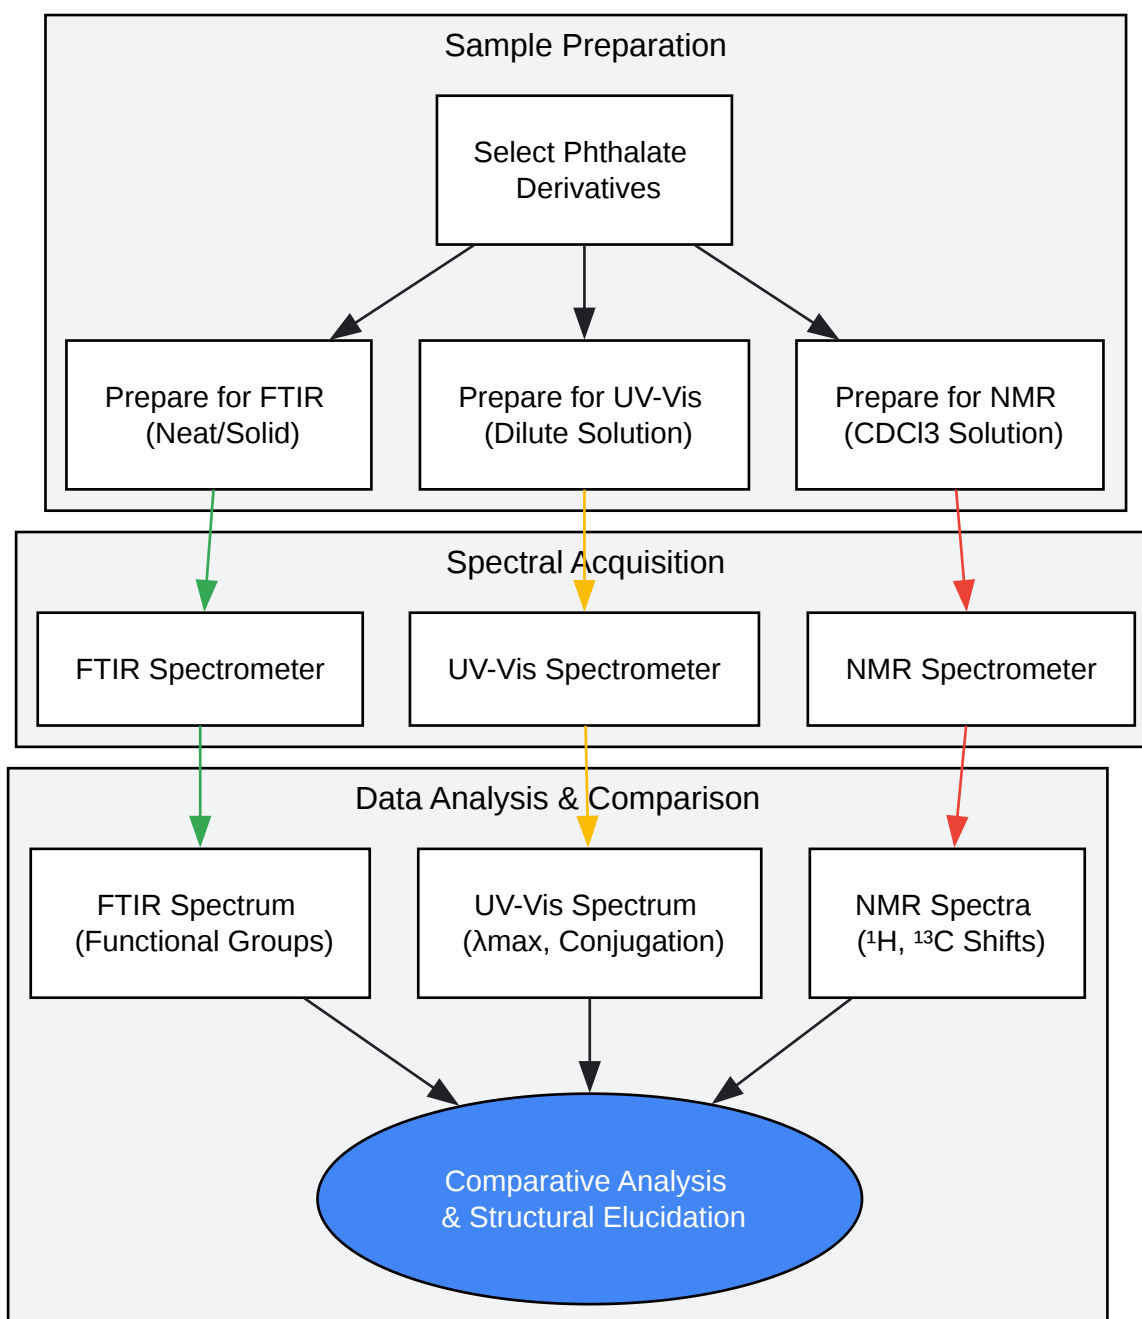 Sample Preparation
Select Phthalate
Derivatives
Prepare for FTIR
(Neat/Solid)
Prepare for UV-Vis
(Dilute Solution)
Prepare for NMR
(CDCl3 Solution)
Spectral Acquisition
FTIR Spectrometer
UV-Vis Spectrometer
NMR Spectrometer
Data Analysis & Comparison
FTIR Spectrum
(Functional Groups)
UV-Vis Spectrum
(λmax, Conjugation)
NMR Spectra
(¹H, ¹³C Shifts)
Comparative Analysis
& Structural Elucidation